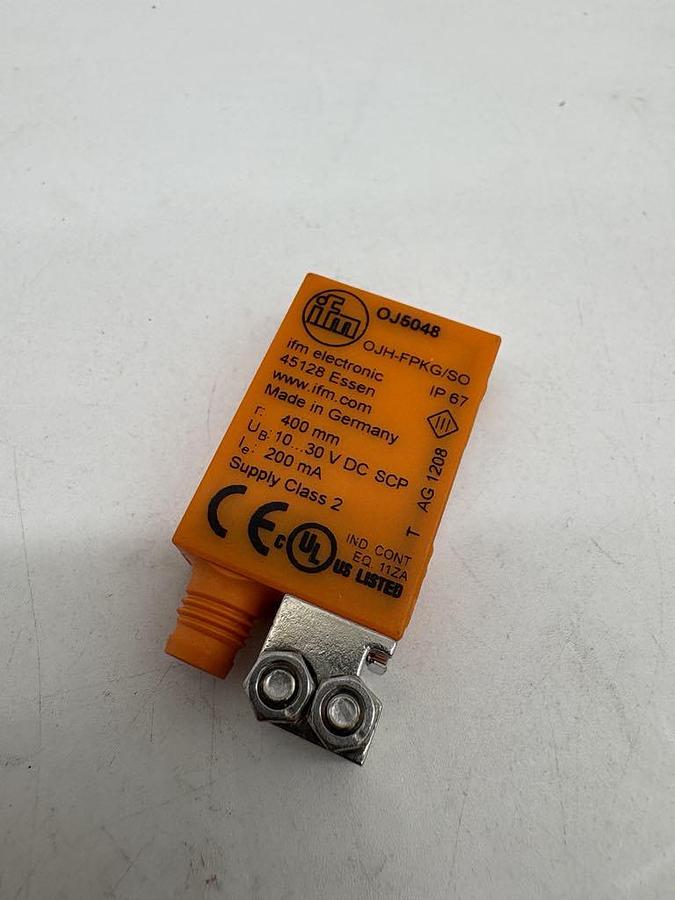 ifm
OJ5048
OJH-FPKG/SO
ifm electronic
45128 Essen
IP 67
www.ifm.com
Made in Germany
r: 400 mm
UB: 10...30 V DC SCP
Ie: 200 mA
Supply Class 2
T AG 1208
CE
c UL US LISTED
IND. CONT
EQ. 11ZA